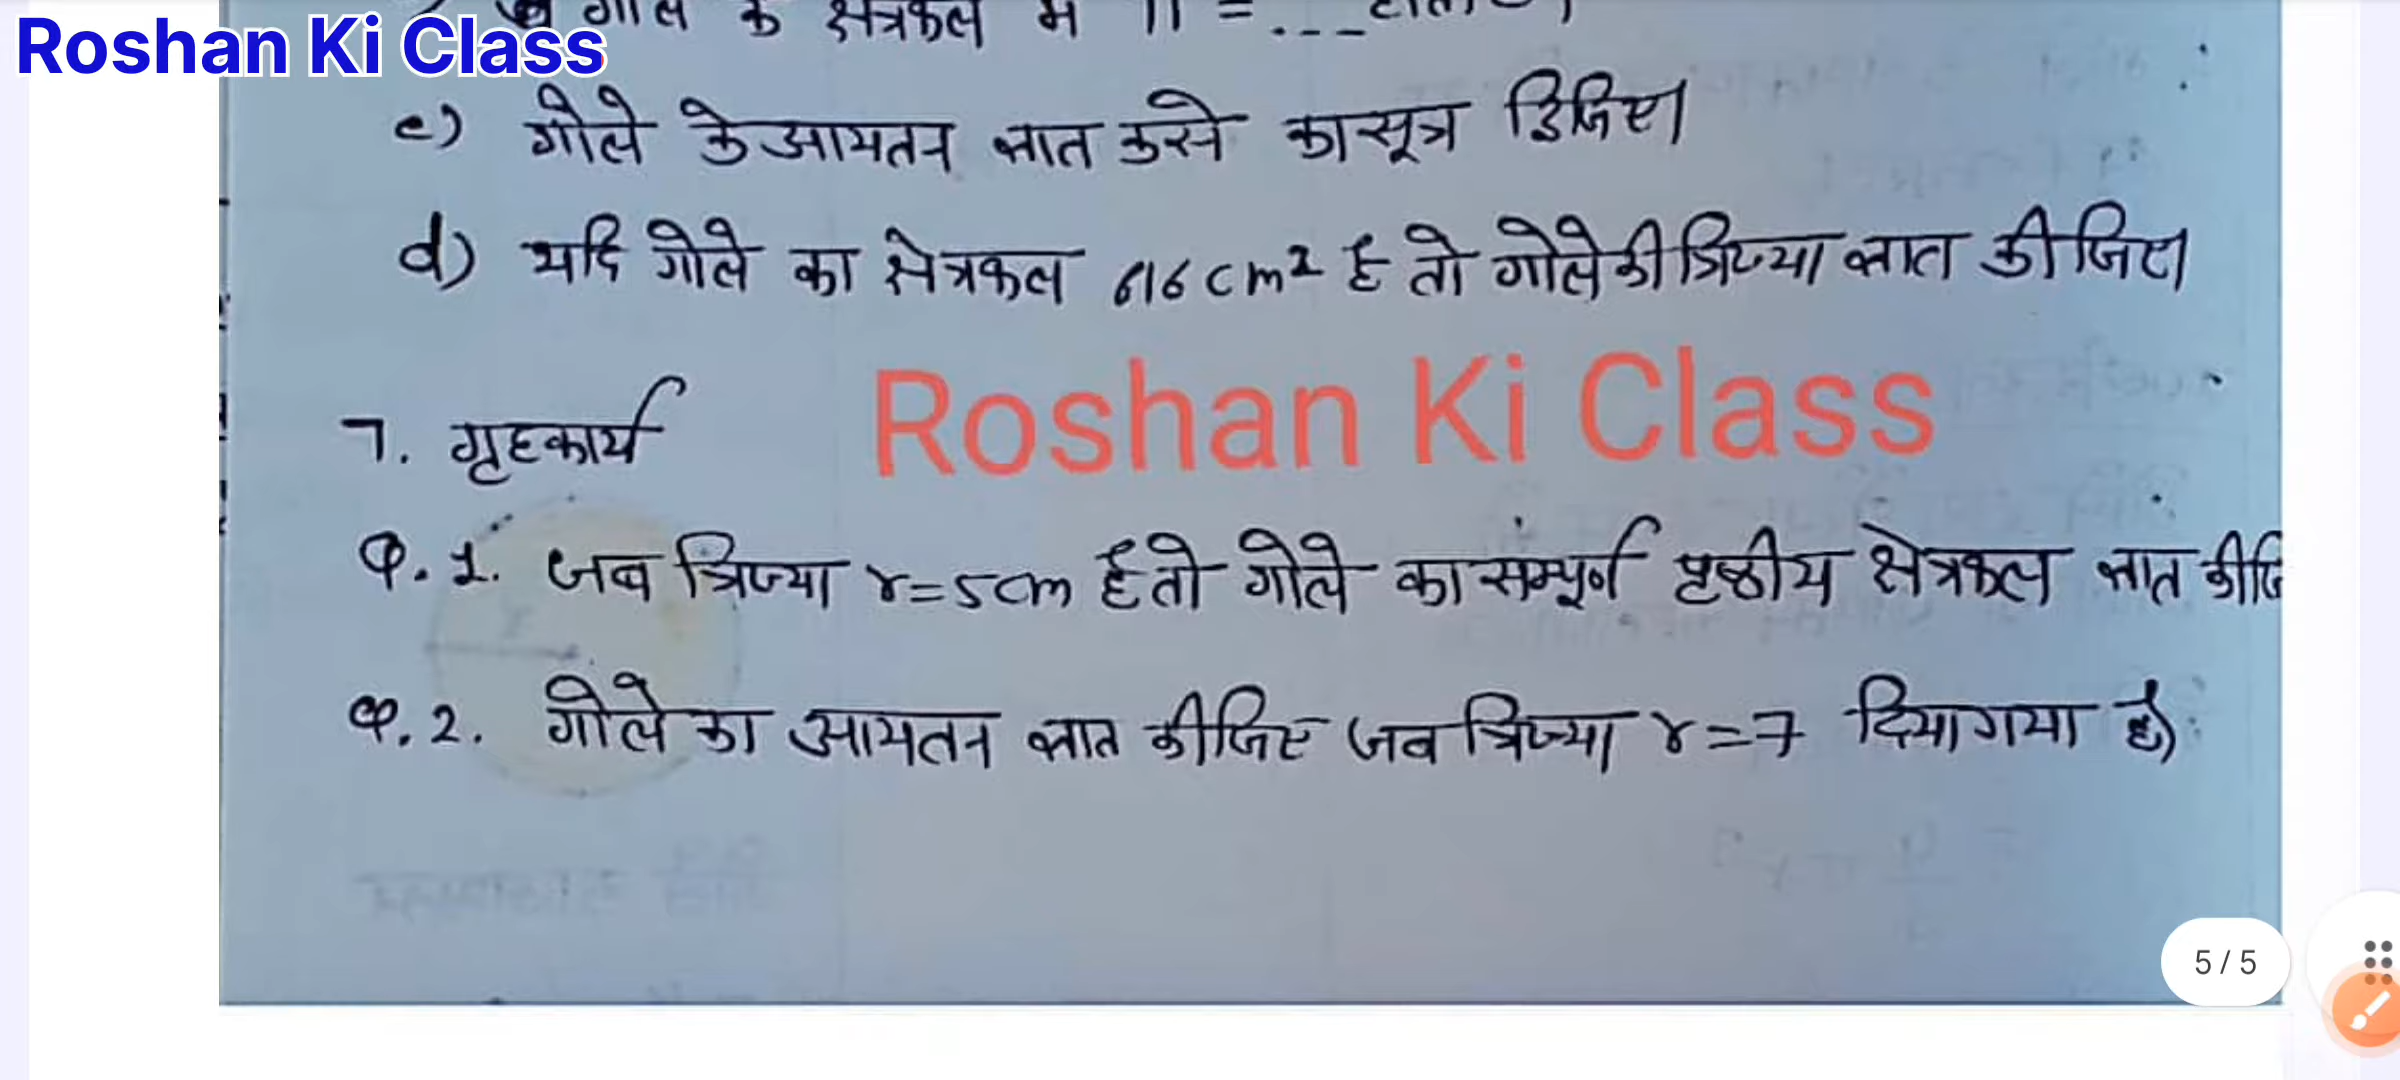 Roshan Ki Class
गोले के क्षेत्रफल में π = ---
c) गोले के आयतन ज्ञात करने का सूत्र दिजिए।
d) यदि गोले का क्षेत्रफल 616 cm² है तो गोले की त्रिज्या ज्ञात कीजिए।
7. गृहकार्य
Roshan Ki Class
Q.1. जब त्रिज्या r=5cm है तो गोले का संम्पूर्ण पृष्ठीय क्षेत्रफल ज्ञात कीजि
Q.2. गोले का आयतन ज्ञात कीजिए जब त्रिज्या r=7 दिया गया हो
5/5